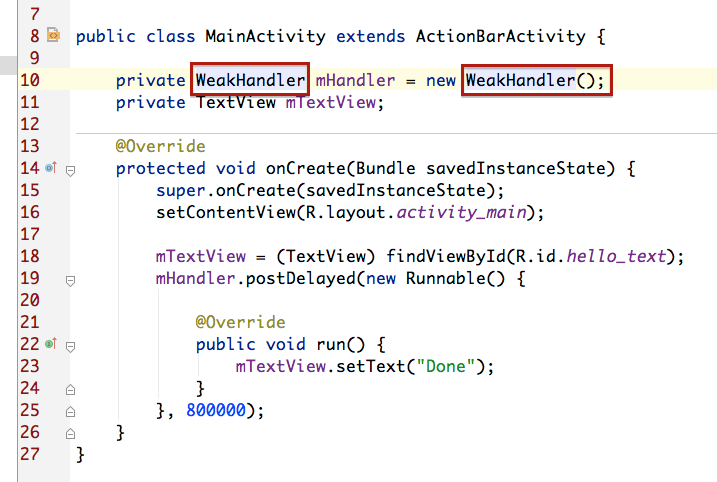 7
8 public class MainActivity extends ActionBarActivity {
9
10 private WeakHandler mHandler = new WeakHandler();
11 private TextView mTextView;
12
13 @Override
14 protected void onCreate(Bundle savedInstanceState) {
15 super.onCreate(savedInstanceState);
16 setContentView(R.layout.activity_main);
17
18 mTextView = (TextView) findViewById(R.id.hello_text);
19 mHandler.postDelayed(new Runnable() {
20
21 @Override
22 public void run() {
23 mTextView.setText("Done");
24 }
25 }, 800000);
26 }
27 }